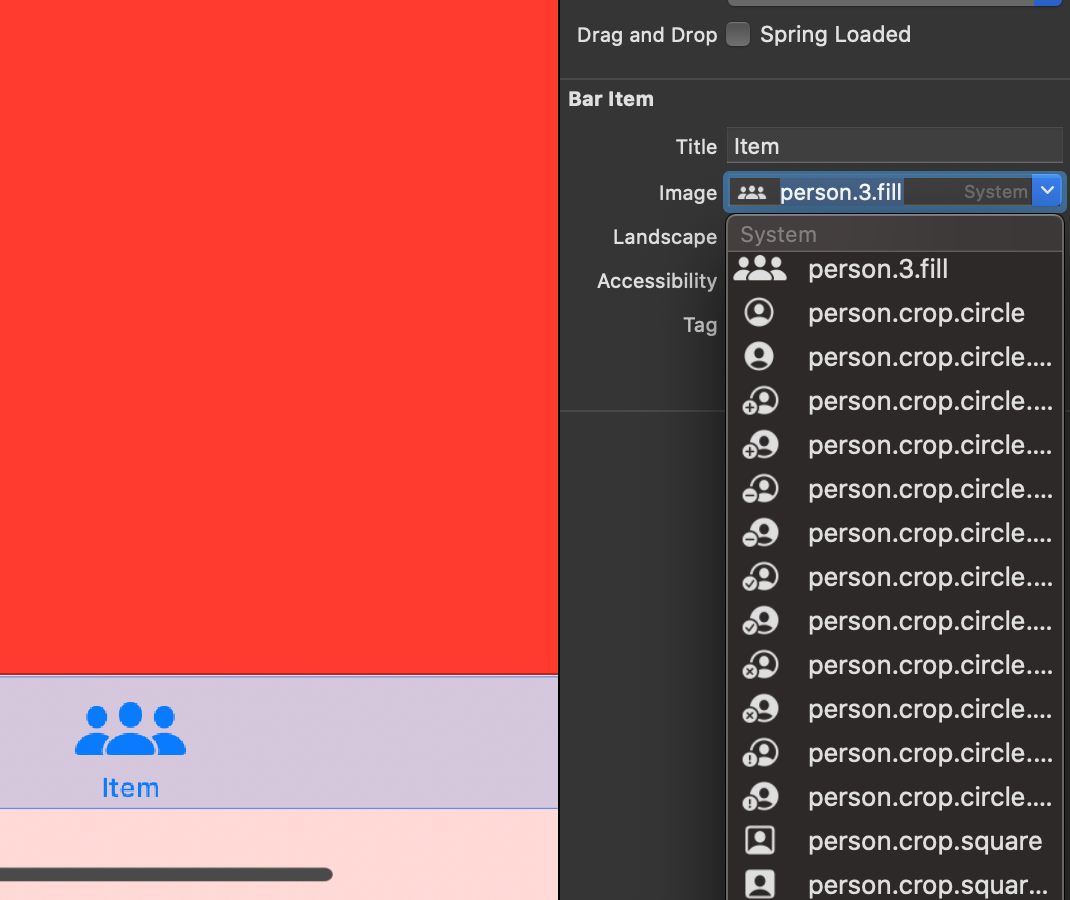 Drag and Drop Spring Loaded
Bar Item
Title Item
Image person.3.fill System
Landscape
Accessibility
Tag
System
person.3.fill
person.crop.circle
person.crop.circle....
person.crop.circle....
person.crop.circle....
person.crop.circle....
person.crop.circle....
person.crop.circle....
person.crop.circle....
person.crop.circle....
person.crop.circle....
person.crop.circle....
person.crop.circle....
person.crop.square
person.crop.squar...
Item